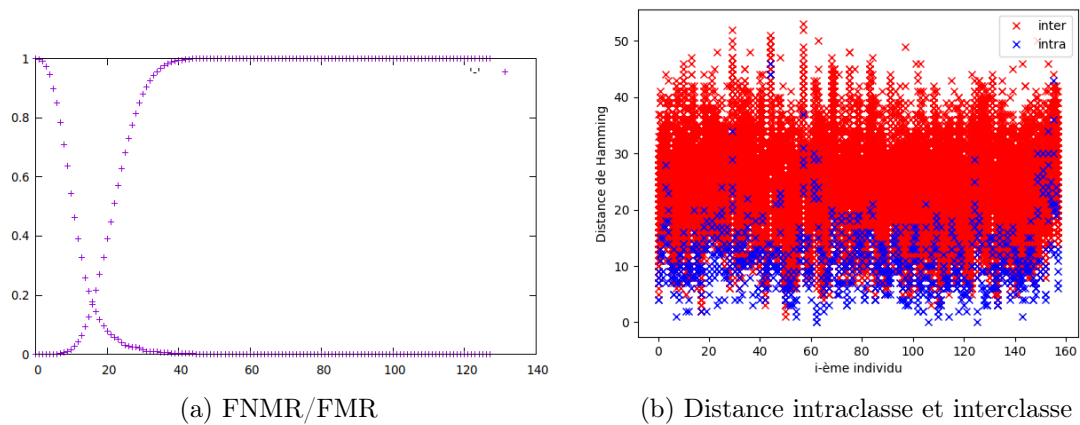 1
0.8
0.6
0.4
0.2
0
0 20 40 60 80 100 120 140
(a) FNMR/FMR
inter
intra
50
40
30
20
10
0
Distance de Hamming
0 20 40 60 80 100 120 140 160
i-ème individu
(b) Distance intraclasse et interclasse